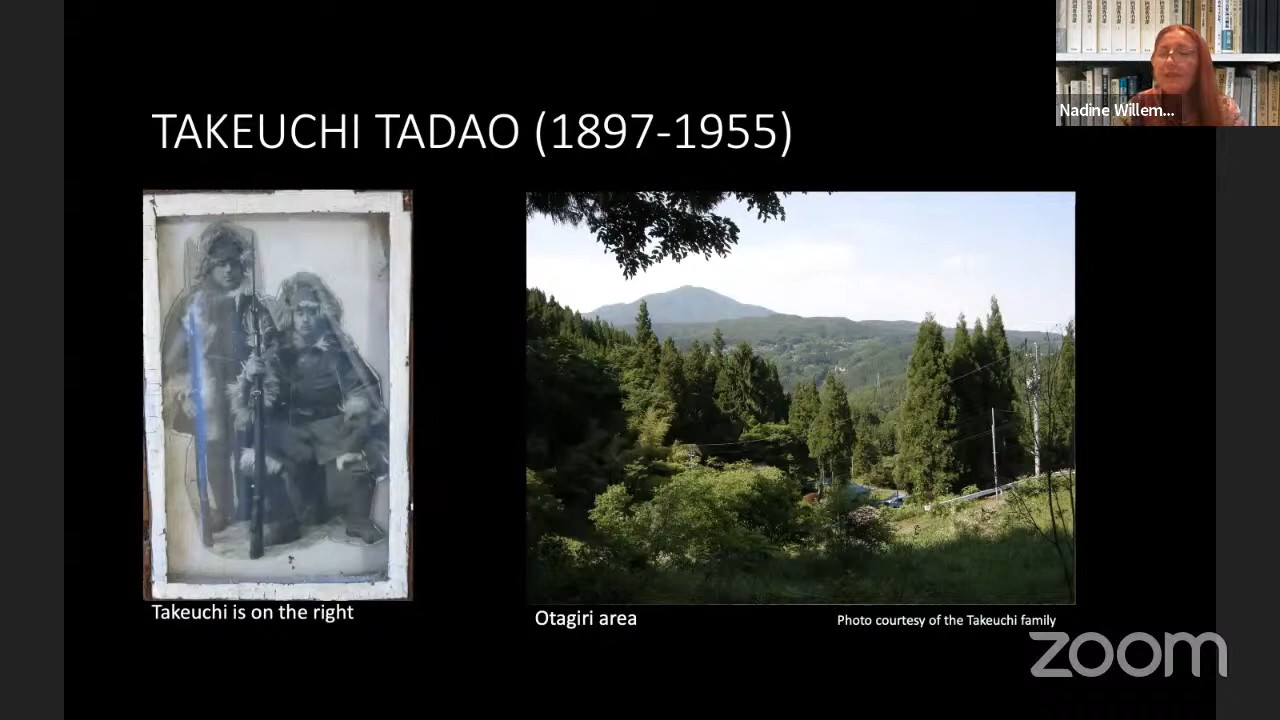 TAKEUCHI TADAO (1897-1955)
Nadine Willem...
Takeuchi is on the right
Otagiri area
Photo courtesy of the Takeuchi family
zoom